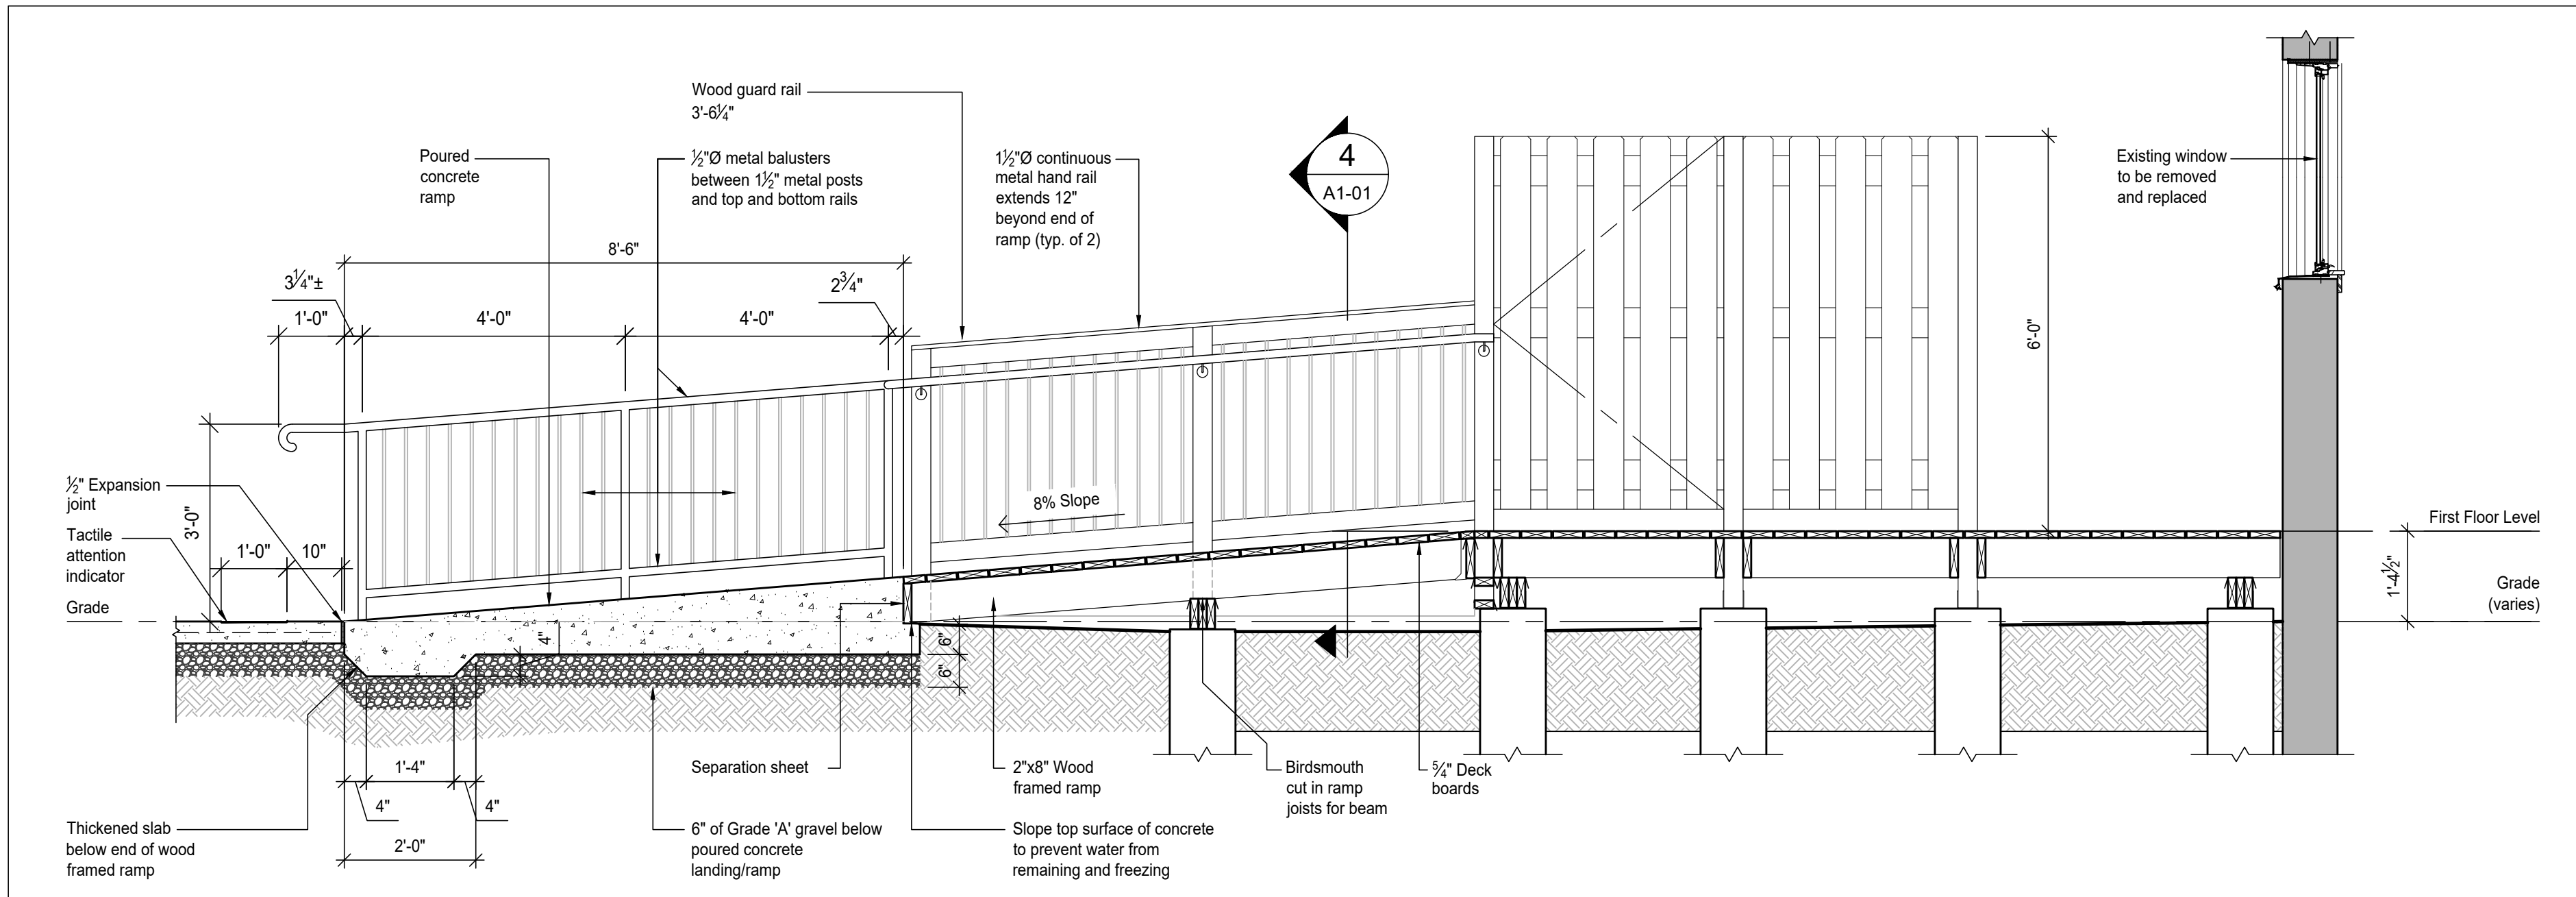 Wood guard rail
3'-6¼"
Poured
concrete
ramp
½"Ø metal balusters
between 1½" metal posts
and top and bottom rails
1½"Ø continuous
metal hand rail
extends 12"
beyond end of
ramp (typ. of 2)
4
A1-01
Existing window
to be removed
and replaced
8'-6"
3¼"±
2¾"
1'-0"
4'-0"
4'-0"
6'-0"
½" Expansion
joint
Tactile
attention
indicator
Grade
3'-0"
1'-0"
10"
8% Slope
First Floor Level
1'-4½"
Grade
(varies)
4"
6"
6"
1'-4"
4"
4"
2'-0"
Thickened slab
below end of wood
framed ramp
Separation sheet
6" of Grade 'A' gravel below
poured concrete
landing/ramp
2"x8" Wood
framed ramp
Slope top surface of concrete
to prevent water from
remaining and freezing
Birdsmouth
cut in ramp
joists for beam
5⁄4" Deck
boards